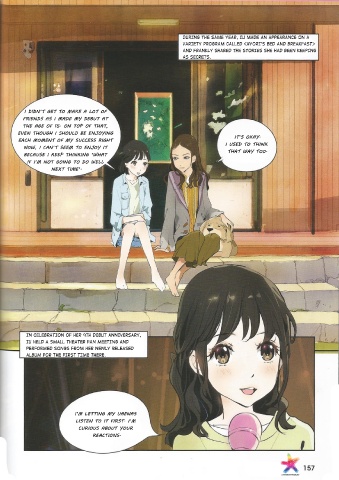 DURING THE SAME YEAR, IU MADE AN APPEARANCE ON A
VARIETY PROGRAM CALLED <HYORI'S BED AND BREAKFAST>
AND FRANKLY SHARED THE STORIES SHE HAD BEEN KEEPING
AS SECRETS.
I DIDN'T GET TO MAKE A LOT OF
FRIENDS AS I MADE MY DEBUT AT
THE AGE OF 15. ON TOP OF THAT,
EVEN THOUGH I SHOULD BE ENJOYING
EACH MOMENT OF MY SUCCESS RIGHT
NOW, I CAN'T SEEM TO ENJOY IT
BECAUSE I KEEP THINKING 'WHAT
IF I'M NOT GOING TO DO WELL
NEXT TIME'.
IT'S OKAY.
I USED TO THINK
THAT WAY TOO.
IN CELEBRATION OF HER 9TH DEBUT ANNIVERSARY,
IU HELD A SMALL THEATER FAN MEETING AND
PERFORMED SONGS FROM HER NEWLY RELEASED
ALBUM FOR THE FIRST TIME THERE.
I'M LETTING MY UAENAS
LISTEN TO IT FIRST. I'M
CURIOUS ABOUT YOUR
REACTIONS.
157